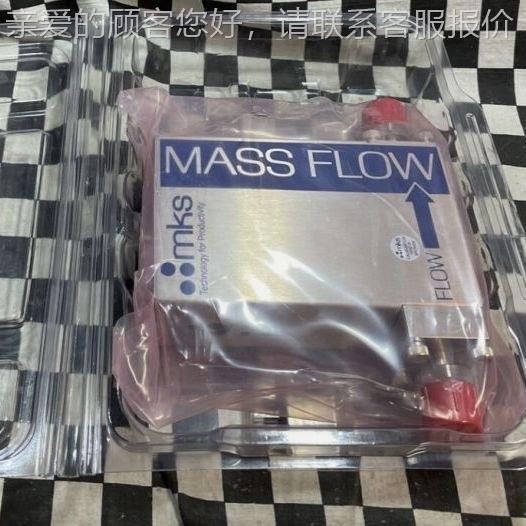 亲爱的顾客您好，请联系客服报价
MASS FLOW
mks
Technology for Productivity
FLOW
mks